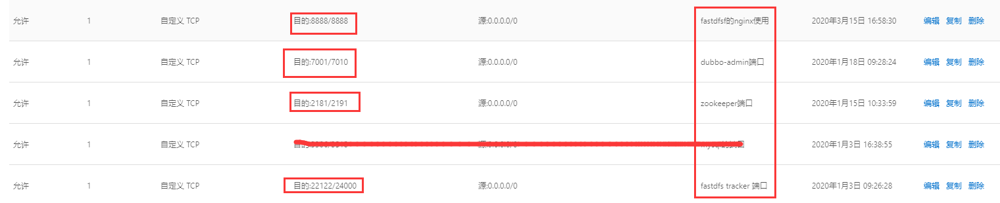 允许 1 自定义 TCP 目的:8888/8888 源:0.0.0.0/0 fastdfsf的nginx使用 2020年3月15日 16:58:30 编辑 复制 删除
允许 1 自定义 TCP 目的:7001/7010 源:0.0.0.0/0 dubbo-admin端口 2020年1月18日 09:28:24 编辑 复制 删除
允许 1 自定义 TCP 目的:2181/2191 源:0.0.0.0/0 zookeeper端口 2020年1月15日 10:33:59 编辑 复制 删除
允许 1 自定义 TCP 源:0.0.0.0/0 2020年1月3日 16:38:55 编辑 复制 删除
允许 1 自定义 TCP 目的:22122/24000 源:0.0.0.0/0 fastdfs tracker 端口 2020年1月3日 09:26:28 编辑 复制 删除